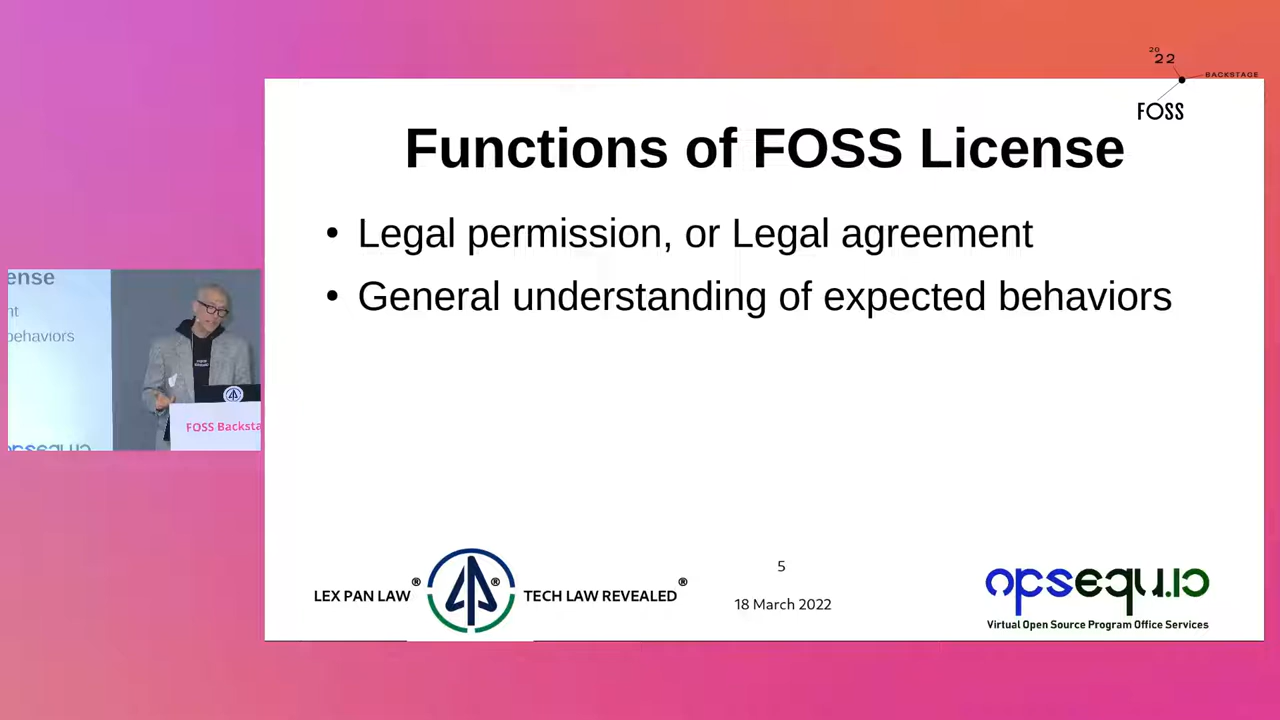 20
22
BACKSTAGE
FOSS
Functions of FOSS License
• Legal permission, or Legal agreement
• General understanding of expected behaviors
ense
nt
behaviors
FOSS Backsta
LEX PAN LAW® ® TECH LAW REVEALED®
5
18 March 2022
opsequ.io
Virtual Open Source Program Office Services